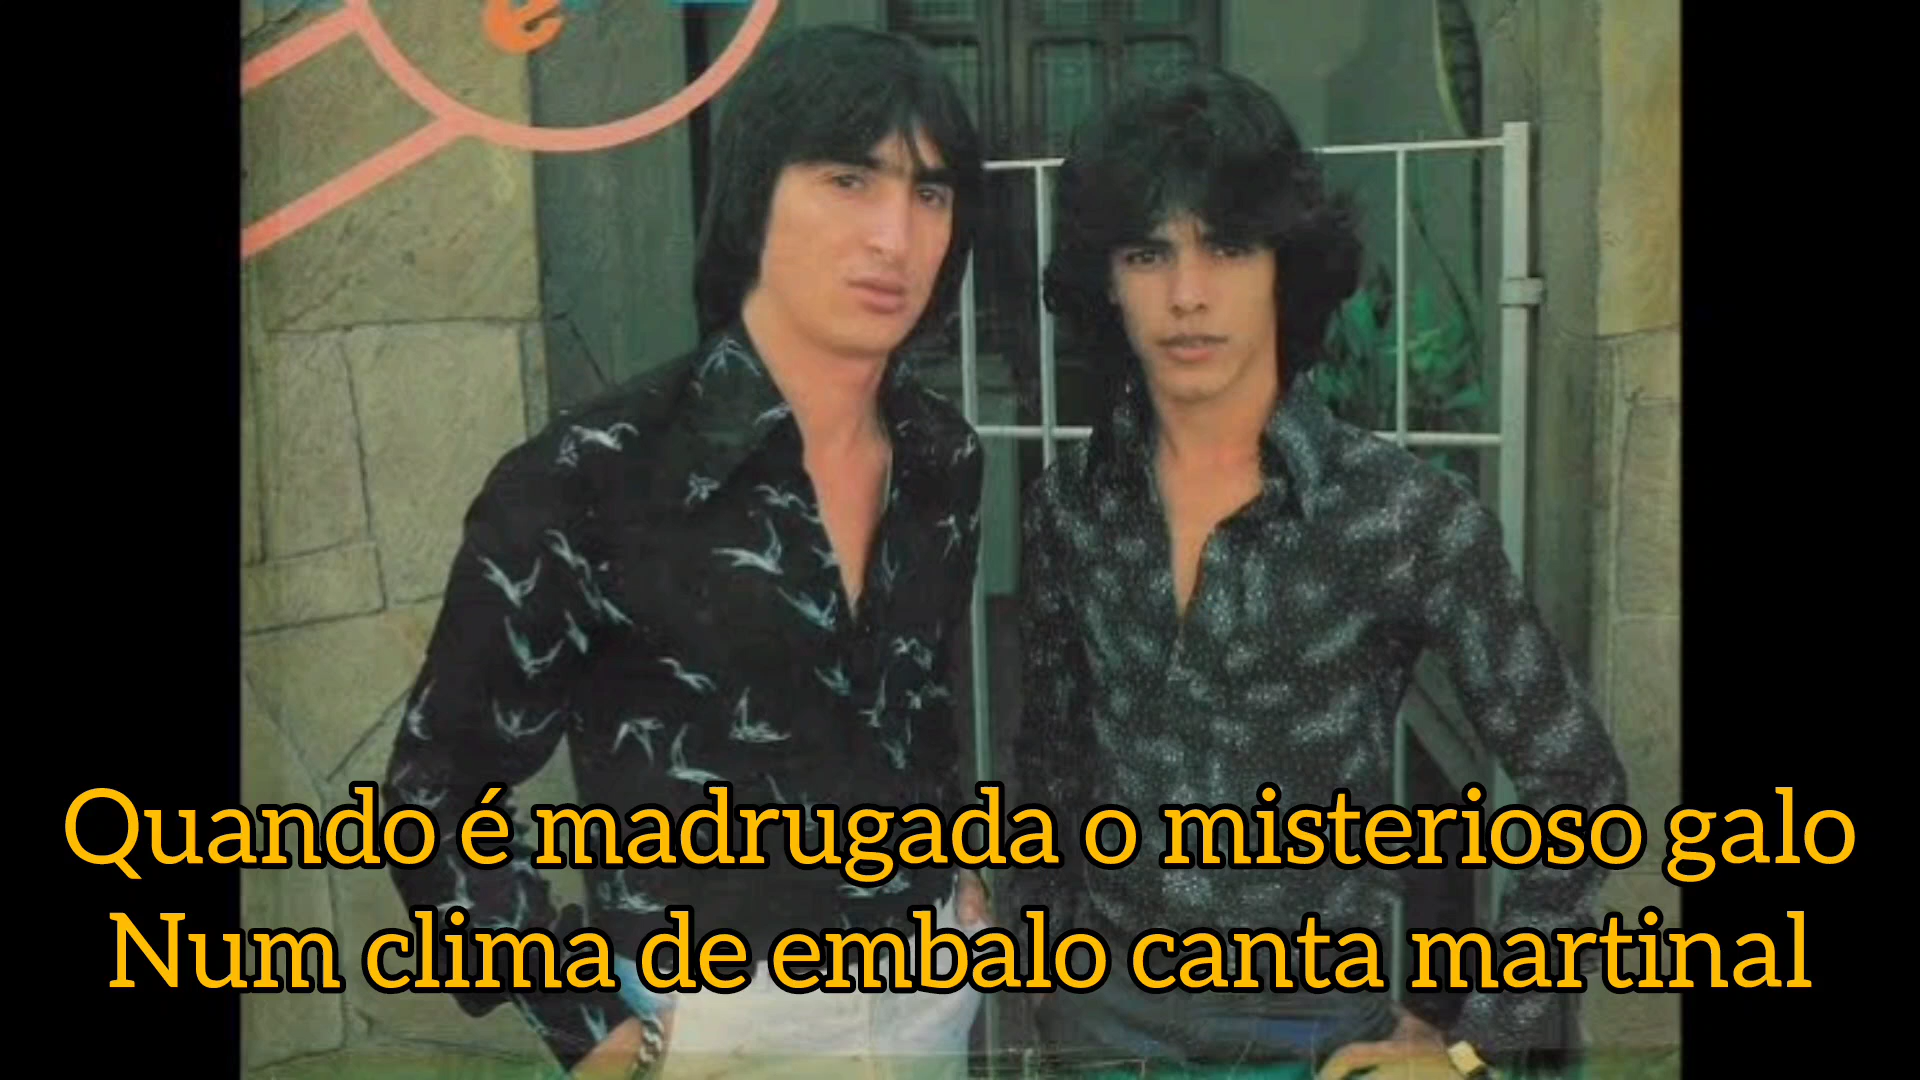 e
Quando é madrugada o misterioso galo
Num clima de embalo canta martinal